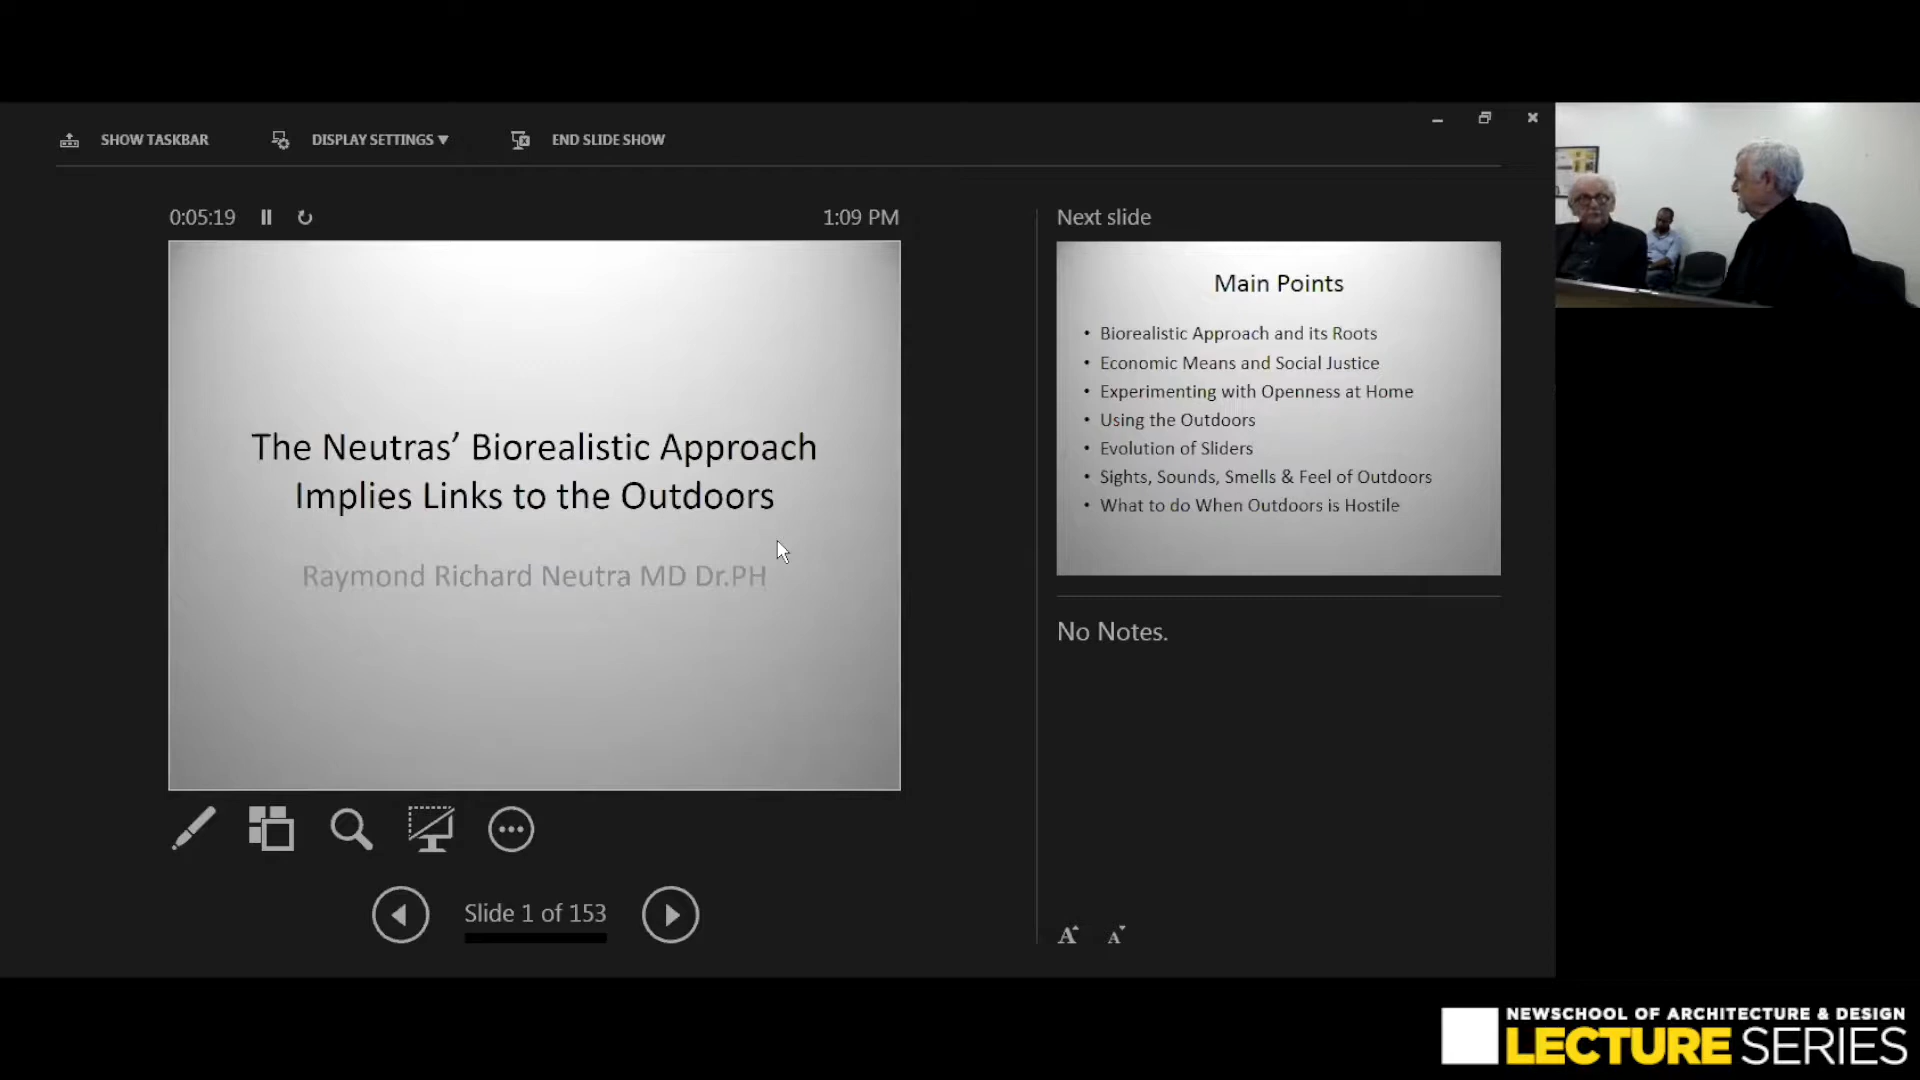 SHOW TASKBAR
DISPLAY SETTINGS ▼
END SLIDE SHOW
0:05:19
1:09 PM
The Neutras’ Biorealistic Approach
Implies Links to the Outdoors
Raymond Richard Neutra MD Dr.PH
Slide 1 of 153
Next slide
Main Points
• Biorealistic Approach and its Roots
• Economic Means and Social Justice
• Experimenting with Openness at Home
• Using the Outdoors
• Evolution of Sliders
• Sights, Sounds, Smells & Feel of Outdoors
• What to do When Outdoors is Hostile
No Notes.
A A
NEWSCHOOL OF ARCHITECTURE & DESIGN
LECTURE SERIES